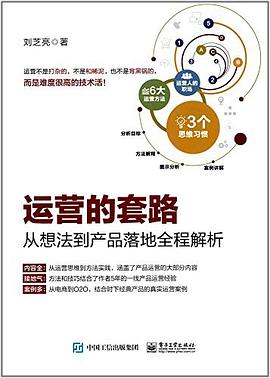 刘芝亮◎著
运营不是打杂的，不是和稀泥，也不是背黑锅的，
而是难度很高的技术活！
6大
运营方法
运营人的
职场
3个
思维习惯
分析目标
方法解释
图示分析
案例讲解
A
B
C
D
1
2
3
4
5
运营的套路
从想法到产品落地全程解析
内容全：从运营思维到方法实践，涵盖了产品运营的大部分内容
接地气：方法和技巧结合了作者5年的一线产品运营经验
案例多：从电商到O2O，结合时下经典产品的真实运营案例
中国工信出版集团
电子工业出版社